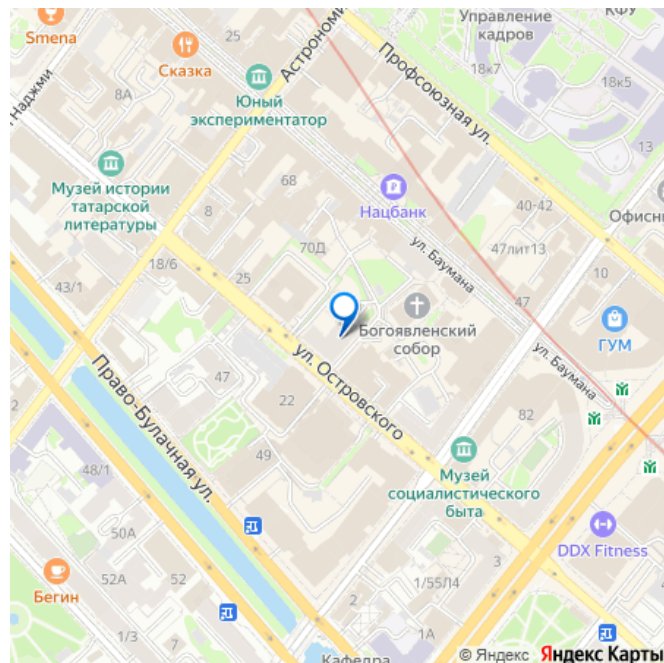 Smena
25
Сказка
Астрономи
Управление
кадров
КФУ
18к7
18к5
Наджми
8А
Юный
экспериментатор
Профсоюзная ул.
13
Музей истории
татарской
литературы
68
8
Нацбанк
40-42
Офисны
70Д
ул. Баумана
47лит13
18/6
25
10
43/1
47
Богоявленский
собор
ГУМ
ул. Баумана
ул. Островского
47
22
2
Право-Булачная ул.
82
49
48/1
Музей
социалистического
быта
50А
DDX Fitness
Бегин
52А
52
3
1/55Л4
2
1/3
7
1А
Кафедра
© Яндекс Яндекс Карты